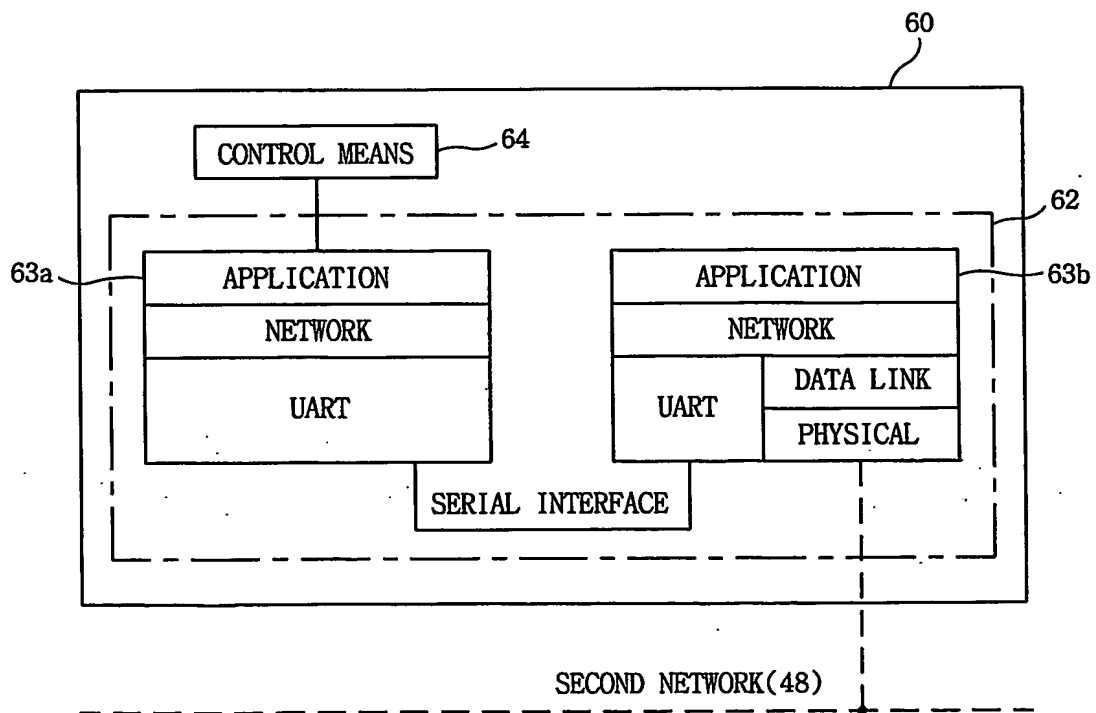 60
CONTROL MEANS
64
62
63a
APPLICATION
NETWORK
UART
APPLICATION
63b
NETWORK
UART
DATA LINK
PHYSICAL
SERIAL INTERFACE
SECOND NETWORK(48)